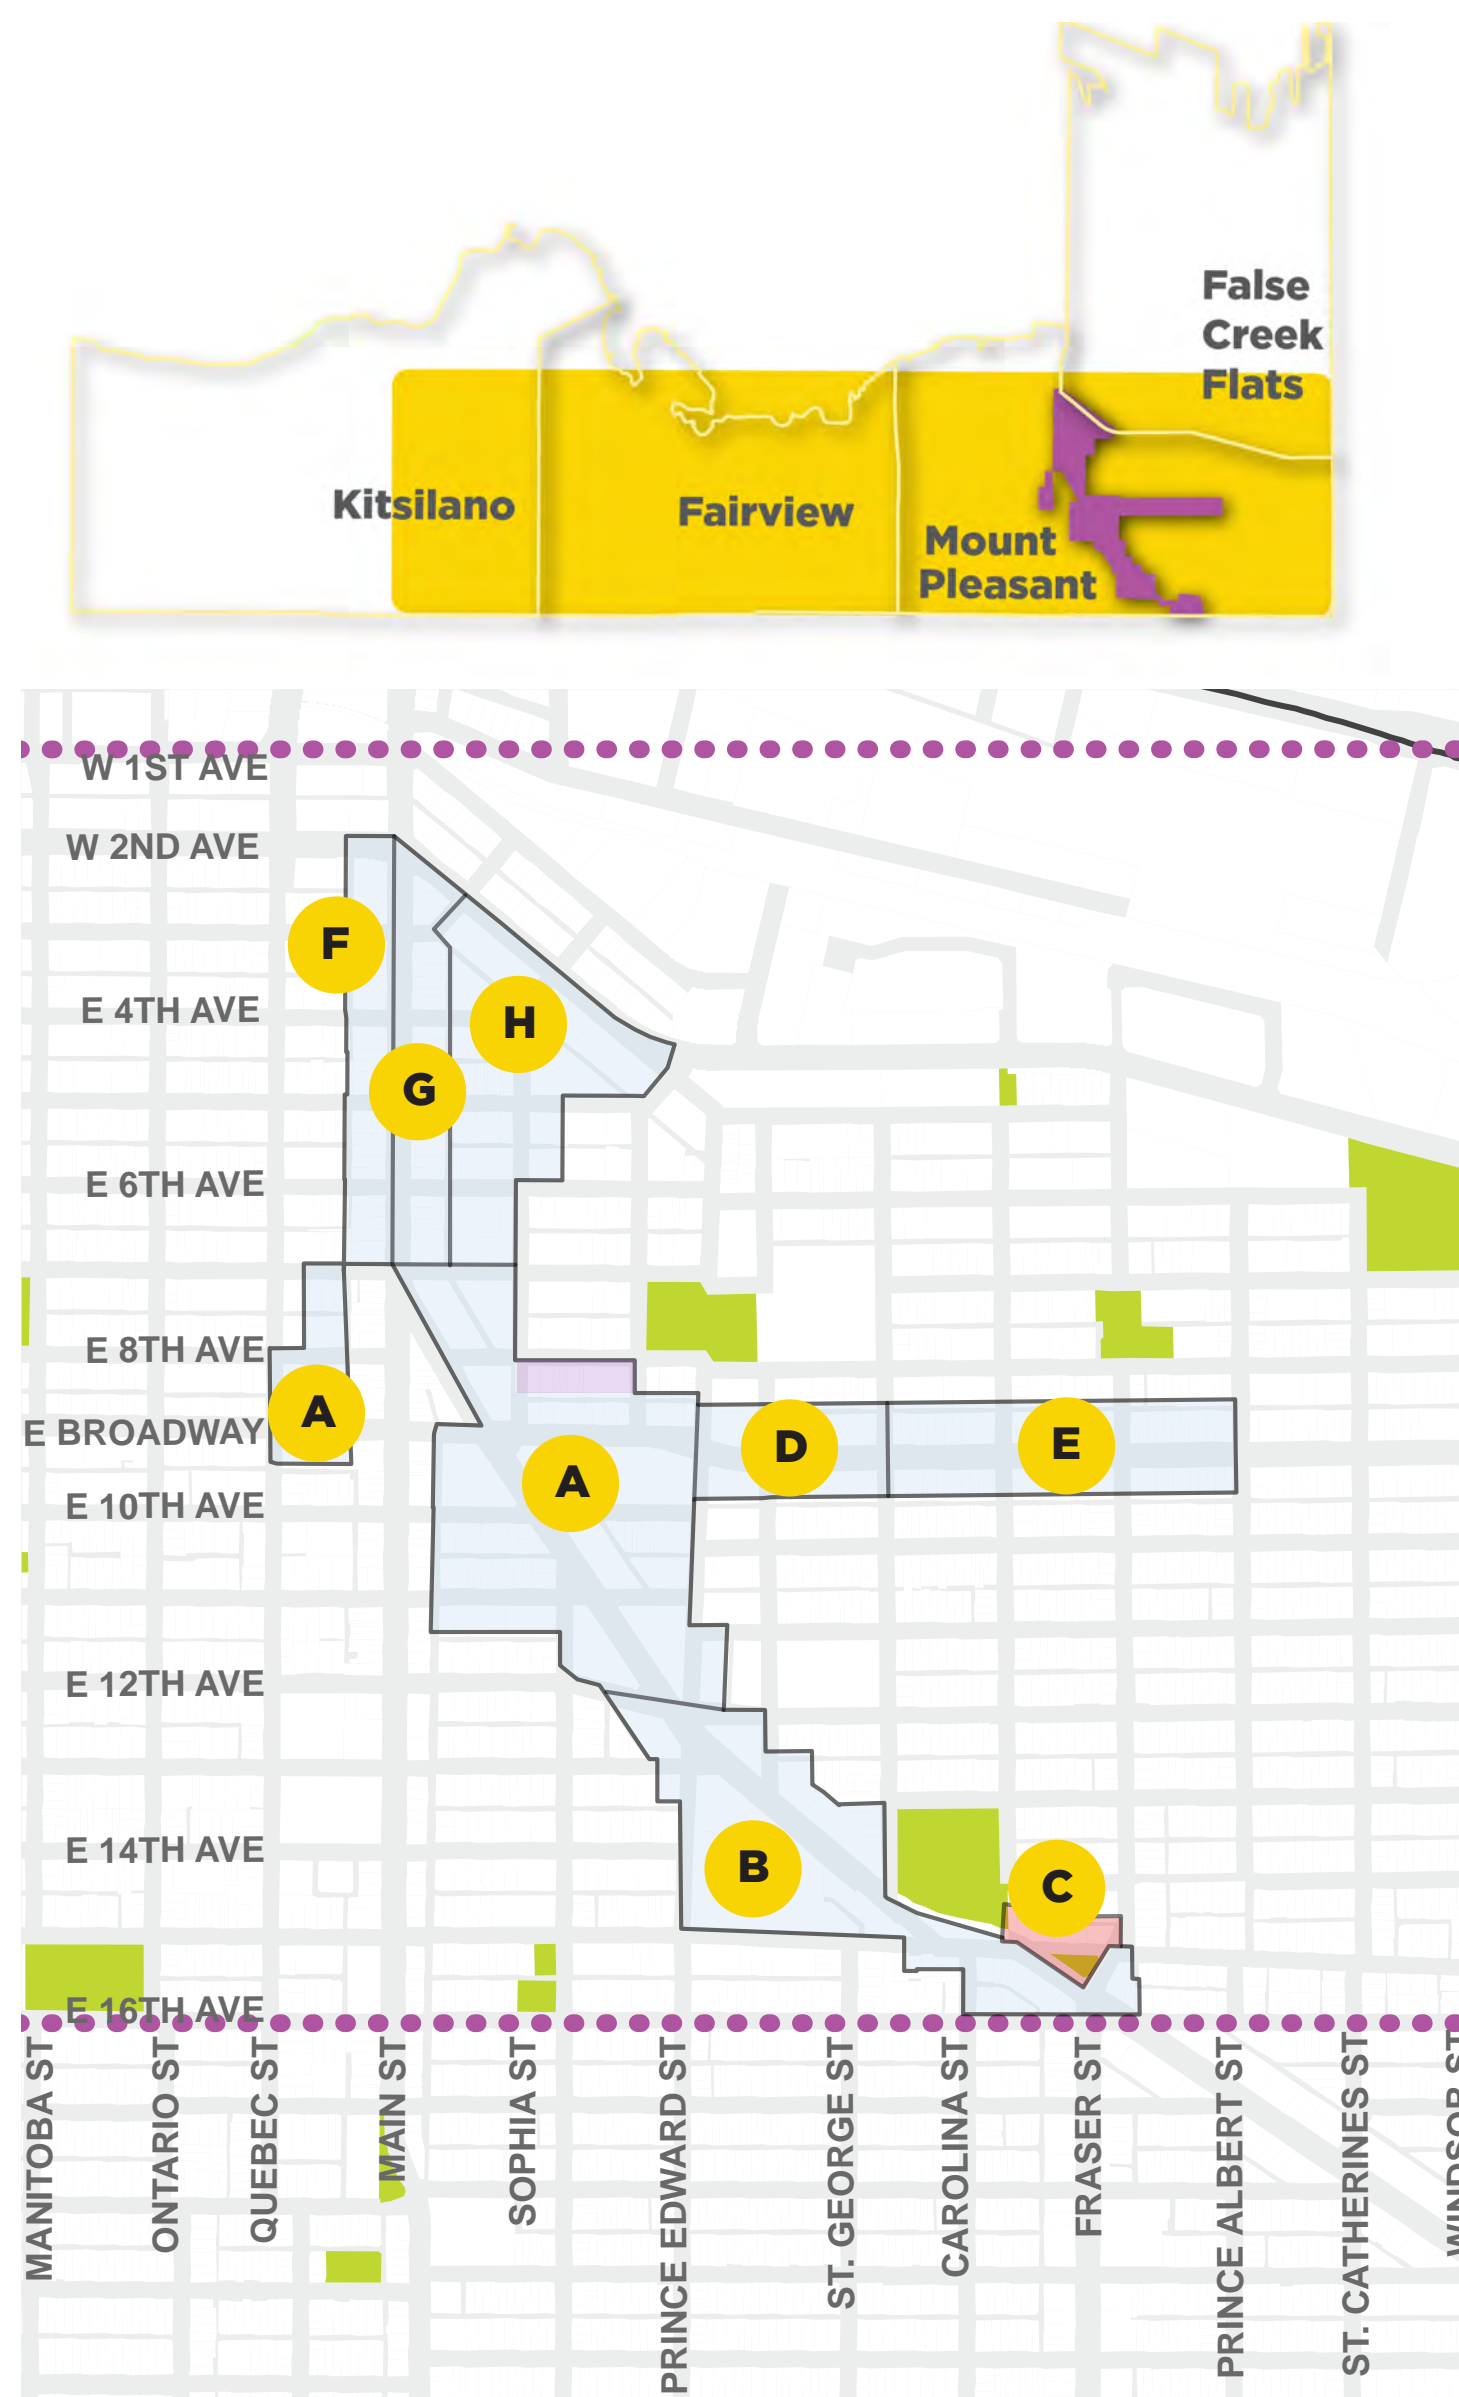 False
Creek
Flats
Kitsilano
Fairview
Mount
Pleasant
W 1ST AVE
W 2ND AVE
F
E 4TH AVE
H
G
E 6TH AVE
E 8TH AVE
A
E BROADWAY
D
E
A
E 10TH AVE
E 12TH AVE
E 14TH AVE
B
C
E 16TH AVE
MANITOBA ST
ONTARIO ST
QUEBEC ST
MAIN ST
SOPHIA ST
PRINCE EDWARD ST
ST. GEORGE ST
CAROLINA ST
FRASER ST
PRINCE ALBERT ST
ST. CATHERINES ST
WINDSOR ST